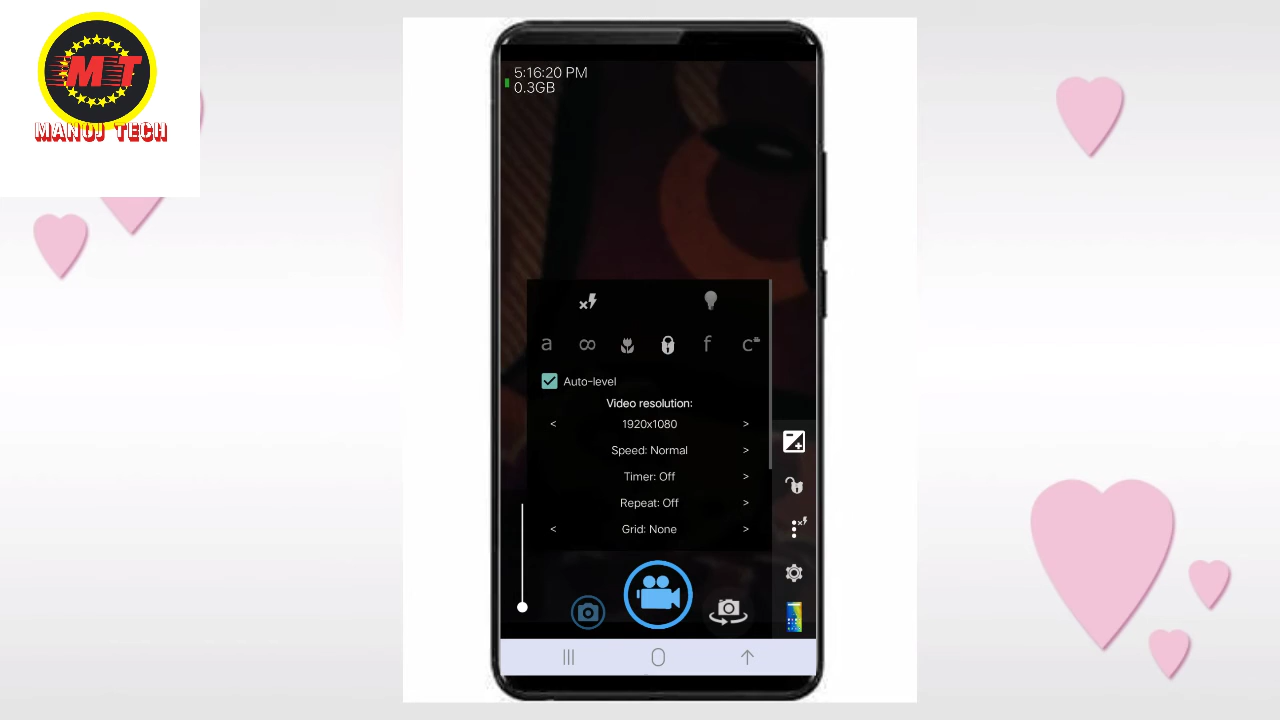 MT
MANOJ TECH
5:16:20 PM
0.3GB
a ∞ f c
Auto-level
Video resolution:
< 1920x1080 >
Speed: Normal >
Timer: Off >
Repeat: Off >
< Grid: None >